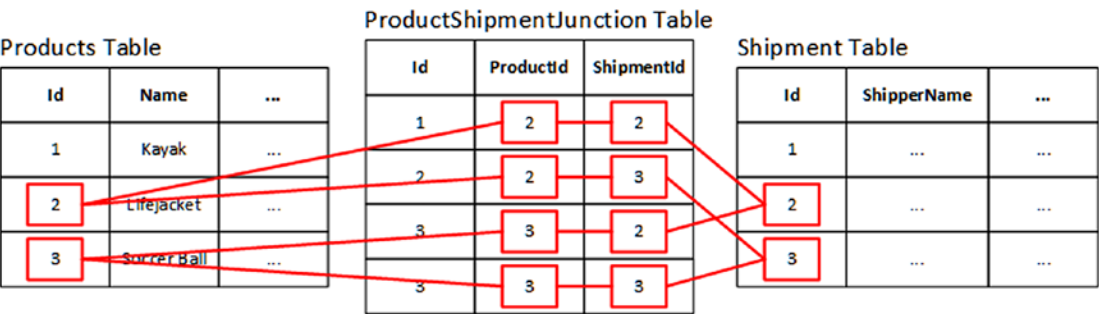 ProductShipmentJunction Table
Products Table
Shipment Table
Id Name ...
1 Kayak ...
2 Lifejacket ...
3 Soccer Ball ...
Id ProductId ShipmentId
1 2 2
2 2 3
3 3 2
3 3 3
Id ShipperName ...
1 ... ...
2 ... ...
3 ... ...